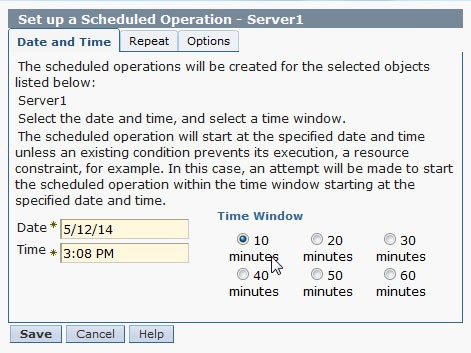 Set up a Scheduled Operation - Server1
Date and Time Repeat Options
The scheduled operations will be created for the selected objects
listed below:
Server1
Select the date and time, and select a time window.
The scheduled operation will start at the specified date and time
unless an existing condition prevents its execution, a resource
constraint, for example. In this case, an attempt will be made to start
the scheduled operation within the time window starting at the
specified date and time.
Date * 5/12/14
Time * 3:08 PM
Time Window
10 minutes
20 minutes
30 minutes
40 minutes
50 minutes
60 minutes
Save Cancel Help